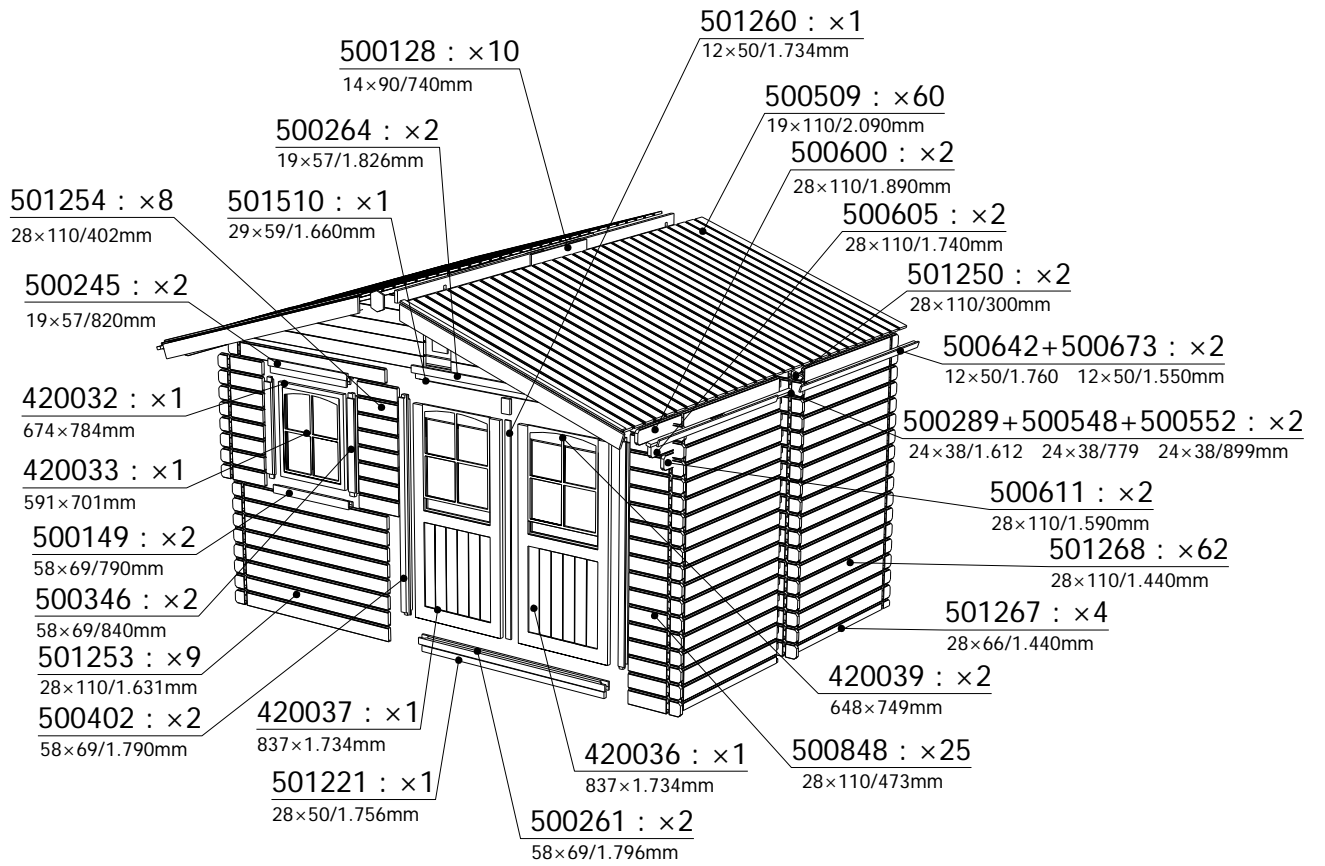 501260 : ×1
12×50/1.734mm
500128 : ×10
14×90/740mm
500509 : ×60
19×110/2.090mm
500264 : ×2
19×57/1.826mm
500600 : ×2
28×110/1.890mm
501254 : ×8
28×110/402mm
501510 : ×1
29×59/1.660mm
500605 : ×2
28×110/1.740mm
500245 : ×2
19×57/820mm
501250 : ×2
28×110/300mm
500642+500673 : ×2
12×50/1.760 12×50/1.550mm
420032 : ×1
674×784mm
500289+500548+500552 : ×2
24×38/1.612 24×38/779 24×38/899mm
420033 : ×1
591×701mm
500611 : ×2
28×110/1.590mm
500149 : ×2
58×69/790mm
501268 : ×62
28×110/1.440mm
500346 : ×2
58×69/840mm
501267 : ×4
28×66/1.440mm
501253 : ×9
28×110/1.631mm
420039 : ×2
648×749mm
500402 : ×2
58×69/1.790mm
420037 : ×1
837×1.734mm
420036 : ×1
837×1.734mm
500848 : ×25
28×110/473mm
501221 : ×1
28×50/1.756mm
500261 : ×2
58×69/1.796mm